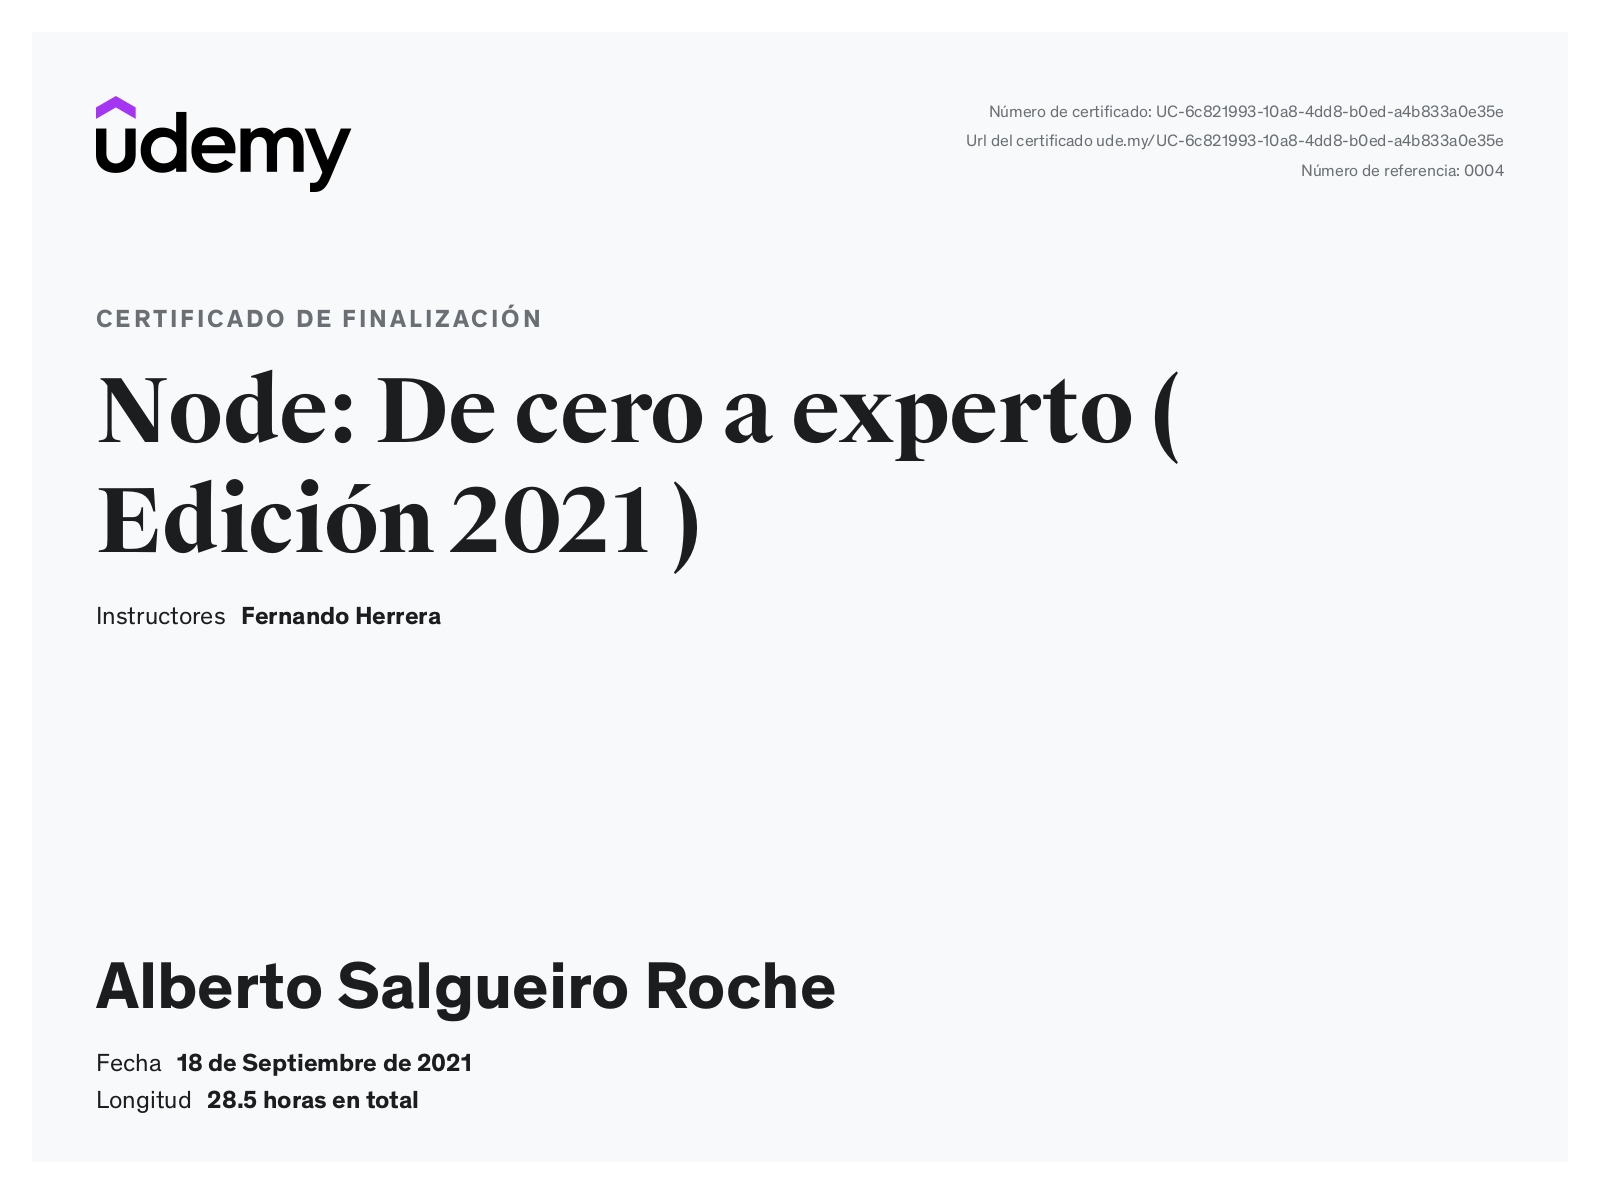 udemy
Número de certificado: UC-6c821993-10a8-4dd8-b0ed-a4b833a0e35e
Url del certificado ude.my/UC-6c821993-10a8-4dd8-b0ed-a4b833a0e35e
Número de referencia: 0004
CERTIFICADO DE FINALIZACIÓN
Node: De cero a experto (
Edición 2021 )
Instructores Fernando Herrera
Alberto Salgueiro Roche
Fecha 18 de Septiembre de 2021
Longitud 28.5 horas en total